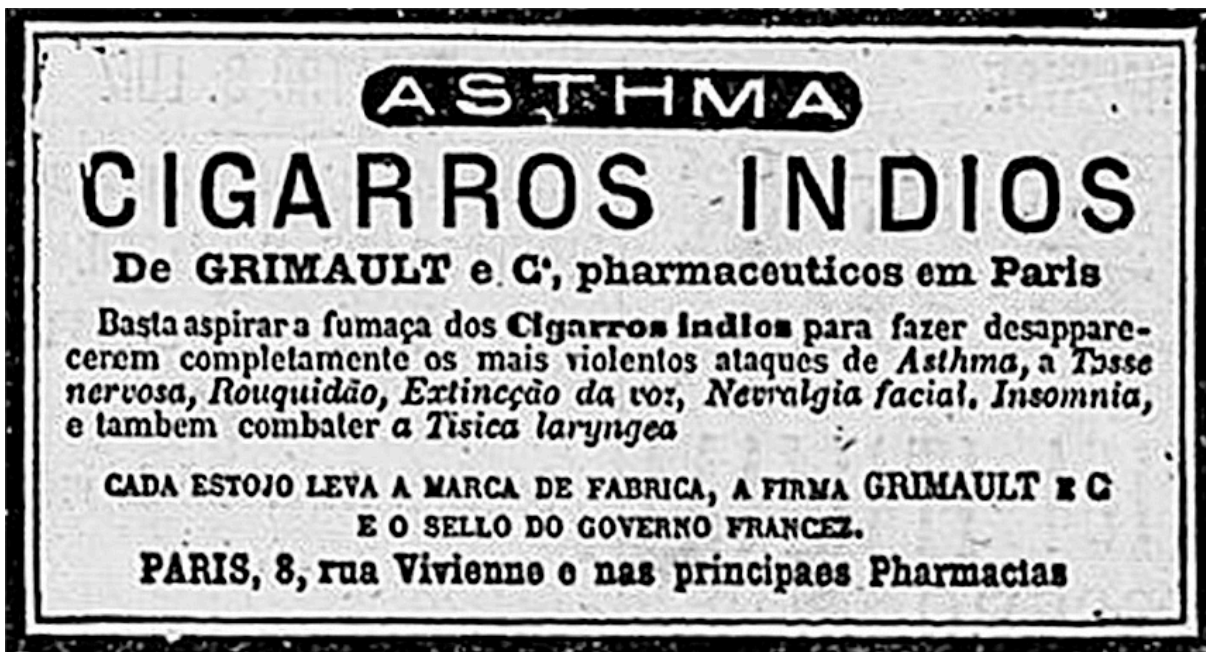 ASTHMA
CIGARROS INDIOS
De GRIMAULT e Cª, pharmaceuticos em Paris
Basta aspirar a fumaça dos Cigarros indios para fazer desappare-
cerem completamente os mais violentos ataques de Asthma, a Tosse
nervosa, Rouquidão, Extincção da voz, Nevralgia facial, Insomnia,
e tambem combater a Tisica laryngea
CADA ESTOJO LEVA A MARCA DE FABRICA, A FIRMA GRIMAULT E C
E O SELLO DO GOVERNO FRANCEZ.
PARIS, 8, rua Vivienne e nas principaes Pharmacias